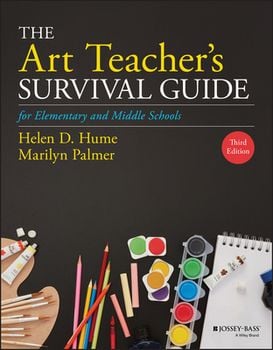 THE
Art Teacher's
SURVIVAL GUIDE
for Elementary and Middle Schools
Helen D. Hume
Marilyn Palmer
Third
Edition
JOSSEY-BASS™
A Wiley Brand